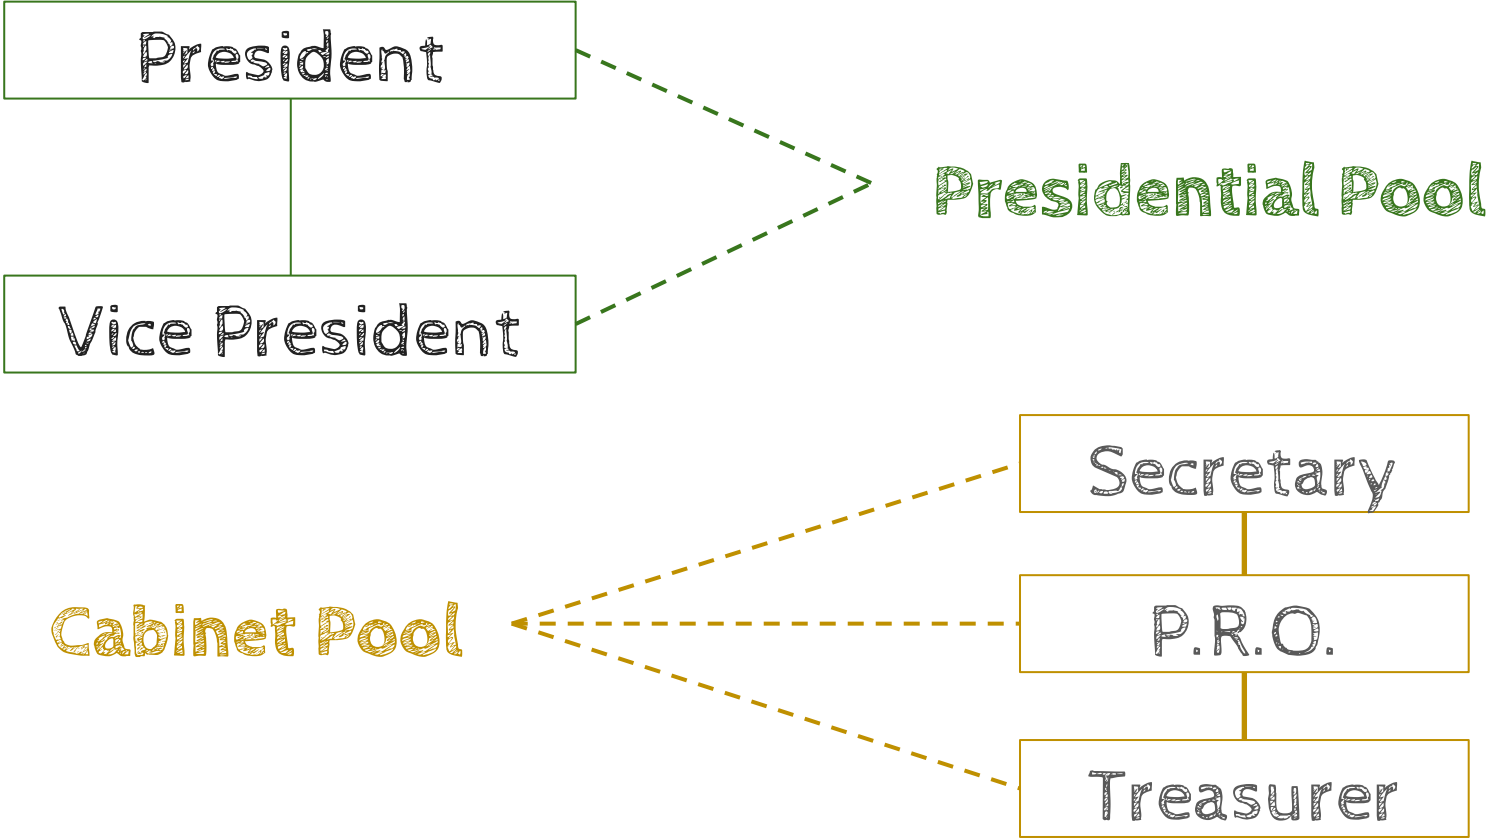 President
Presidential Pool
Vice President
Secretary
Cabinet Pool
P.R.O.
Treasurer